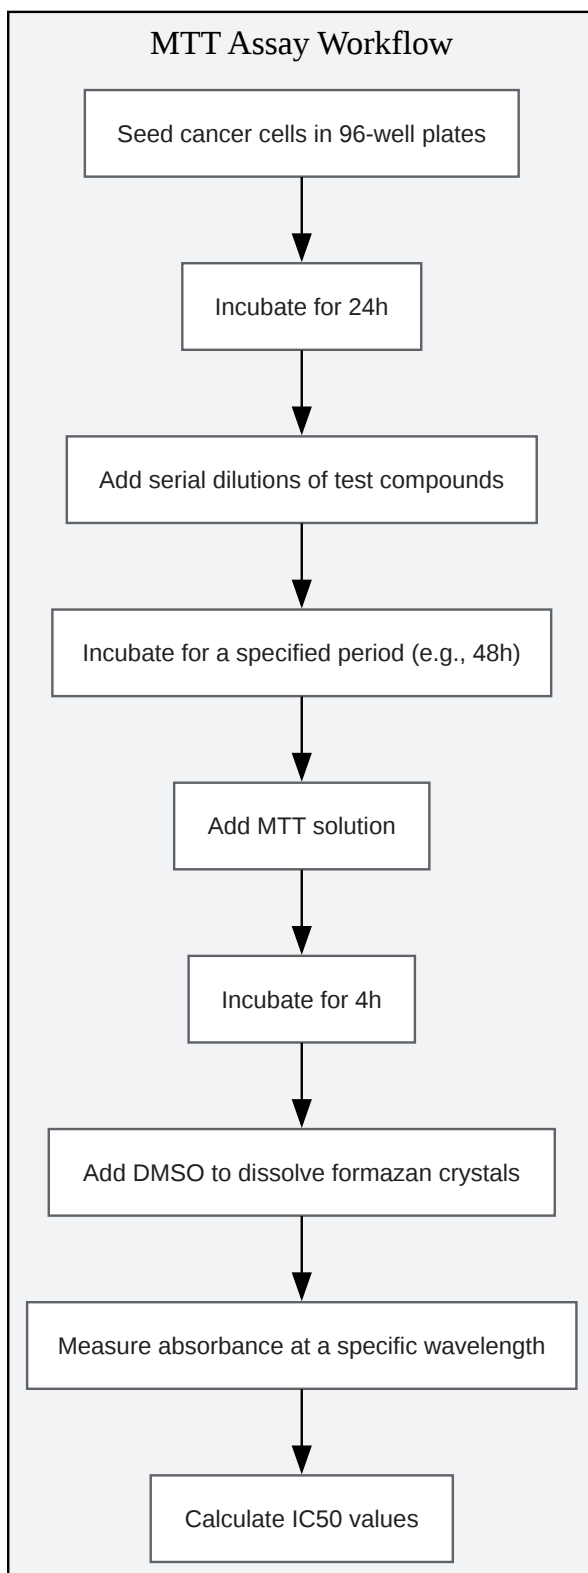 MTT Assay Workflow
Seed cancer cells in 96-well plates
Incubate for 24h
Add serial dilutions of test compounds
Incubate for a specified period (e.g., 48h)
Add MTT solution
Incubate for 4h
Add DMSO to dissolve formazan crystals
Measure absorbance at a specific wavelength
Calculate IC50 values